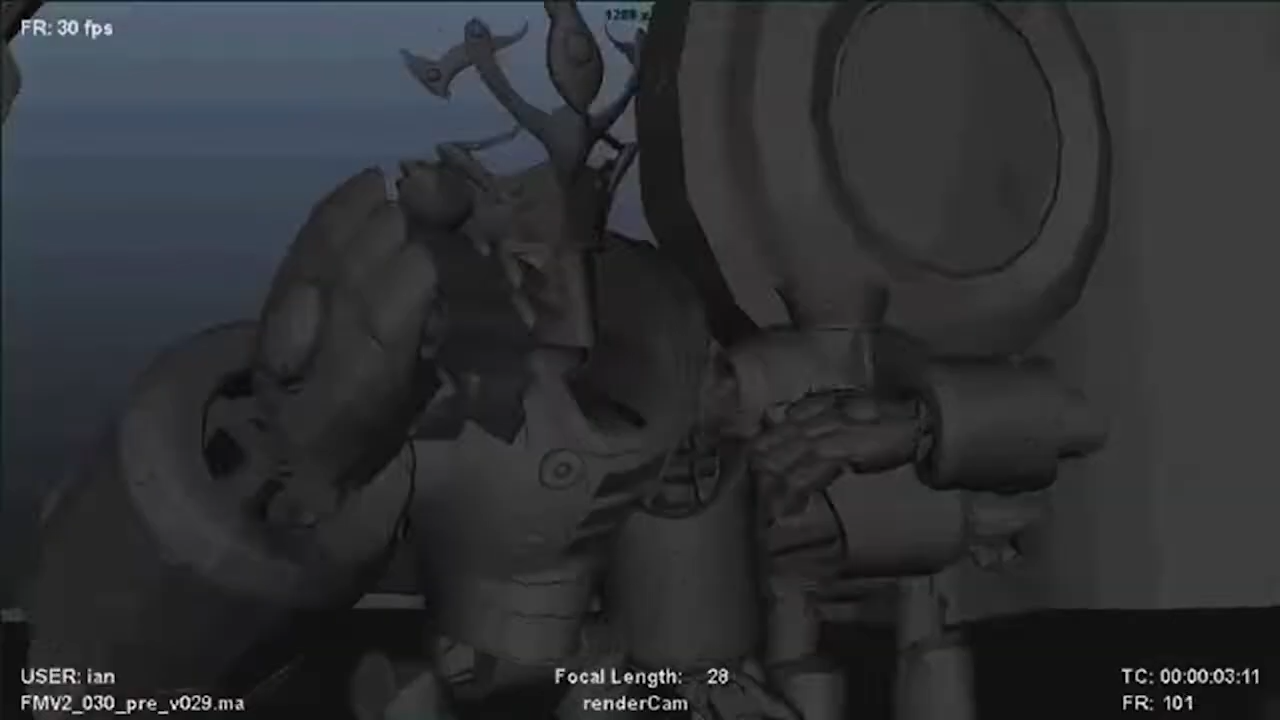 FR: 30 fps
USER: ian
Focal Length: 28
TC: 00:00:03:11
FMV2_030_pre_v029.ma
renderCam
FR: 101